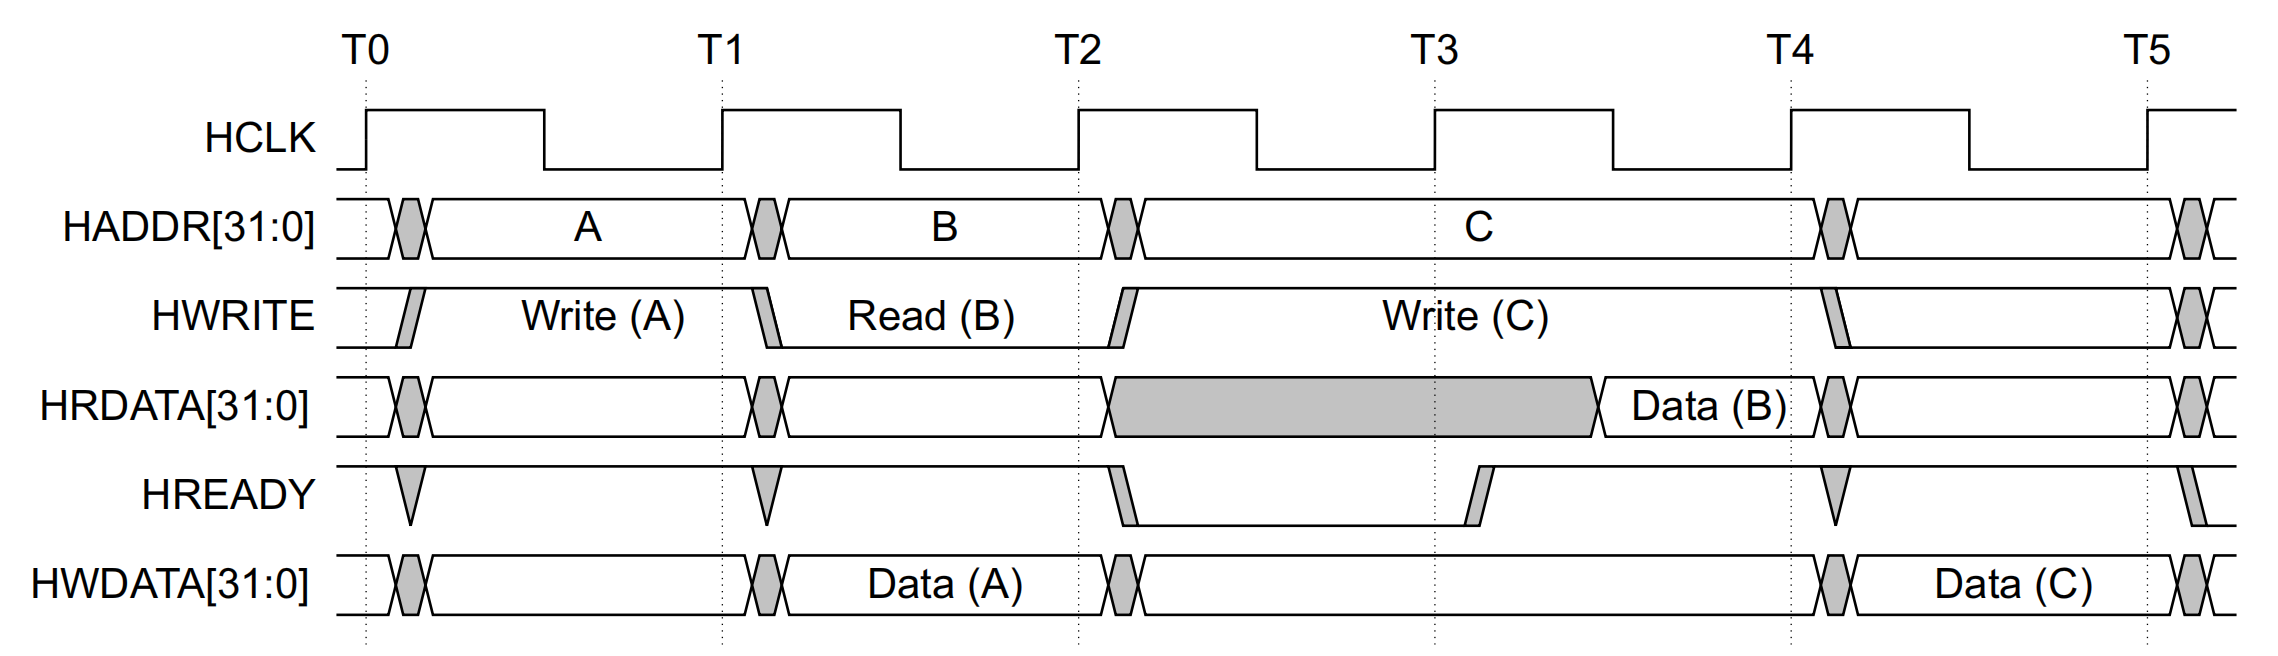 T0 T1 T2 T3 T4 T5
HCLK
HADDR[31:0] A B C
HWRITE Write (A) Read (B) Write (C)
HRDATA[31:0] Data (B)
HREADY
HWDATA[31:0] Data (A) Data (C)